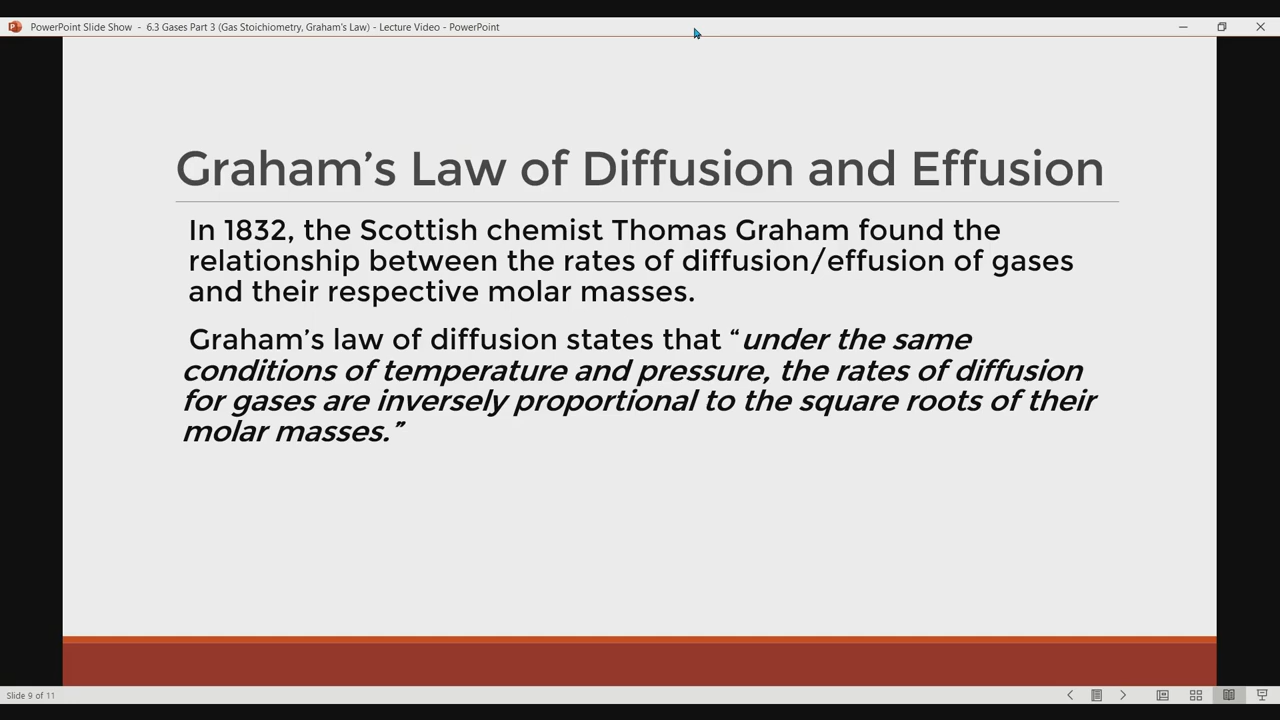 PowerPoint Slide Show - 6.3 Gases Part 3 (Gas Stoichiometry, Graham's Law) - Lecture Video - PowerPoint
Graham’s Law of Diffusion and Effusion
In 1832, the Scottish chemist Thomas Graham found the
relationship between the rates of diffusion/effusion of gases
and their respective molar masses.
Graham’s law of diffusion states that “under the same
conditions of temperature and pressure, the rates of diffusion
for gases are inversely proportional to the square roots of their
molar masses.”
Slide 9 of 11